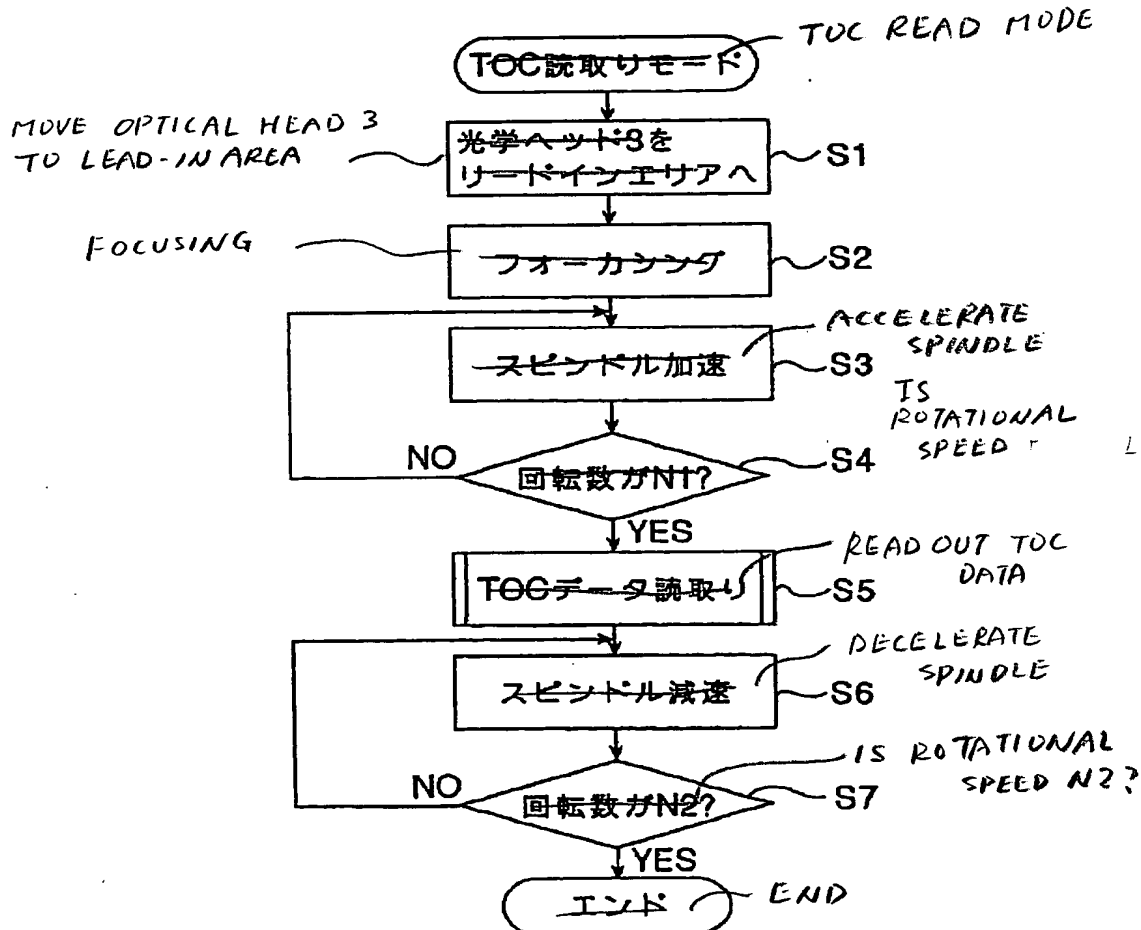 TOC READ MODE
TOC読取りモード
MOVE OPTICAL HEAD 3
TO LEAD-IN AREA
光学ヘッド3を
リードインエリアへ
S1
FOCUSING
フォーカシング
S2
ACCELERATE
SPINDLE
スピンドル加速
S3
IS
ROTATIONAL
SPEED
NO
回転数がN1?
S4
YES
READ OUT TOC
DATA
TOCデータ読取り
S5
DECELERATE
SPINDLE
スピンドル減速
S6
IS ROTATIONAL
SPEED N2?
NO
回転数がN2?
S7
YES
エンド
END